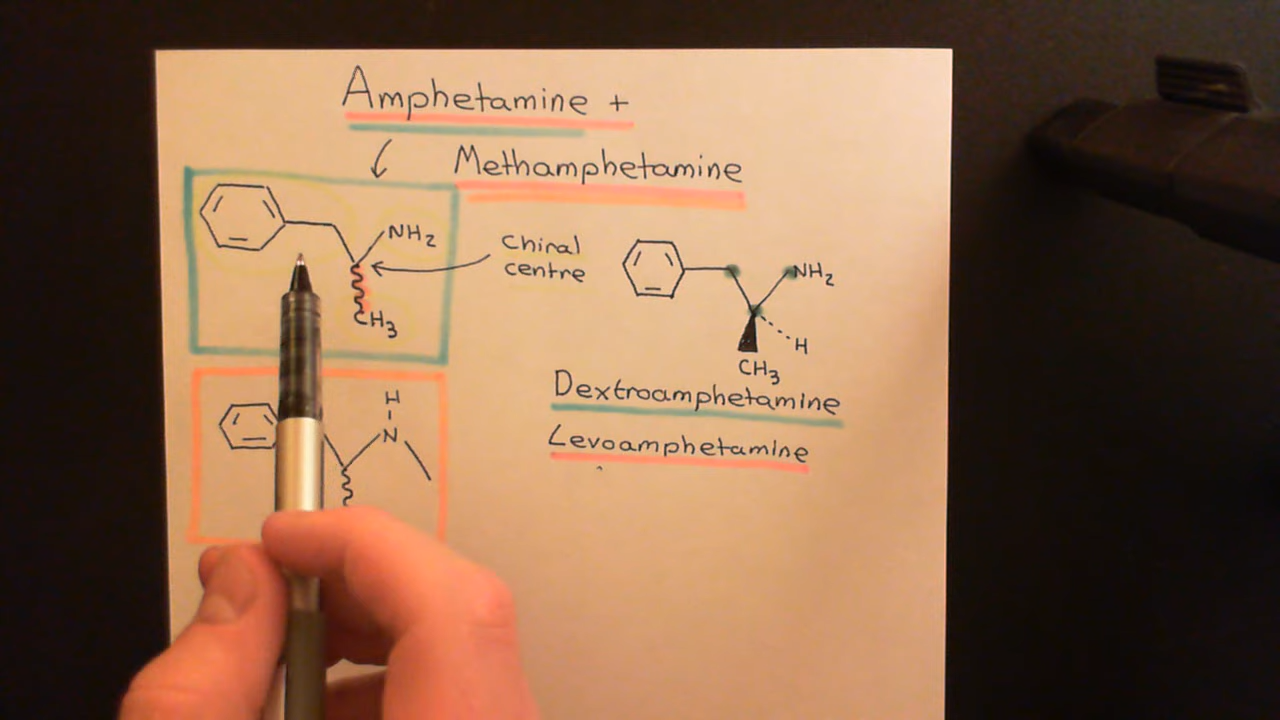 Amphetamine +
Methamphetamine
NH2
CH3
Chiral
centre
NH2
H
CH3
Dextroamphetamine
Levoamphetamine
H
N